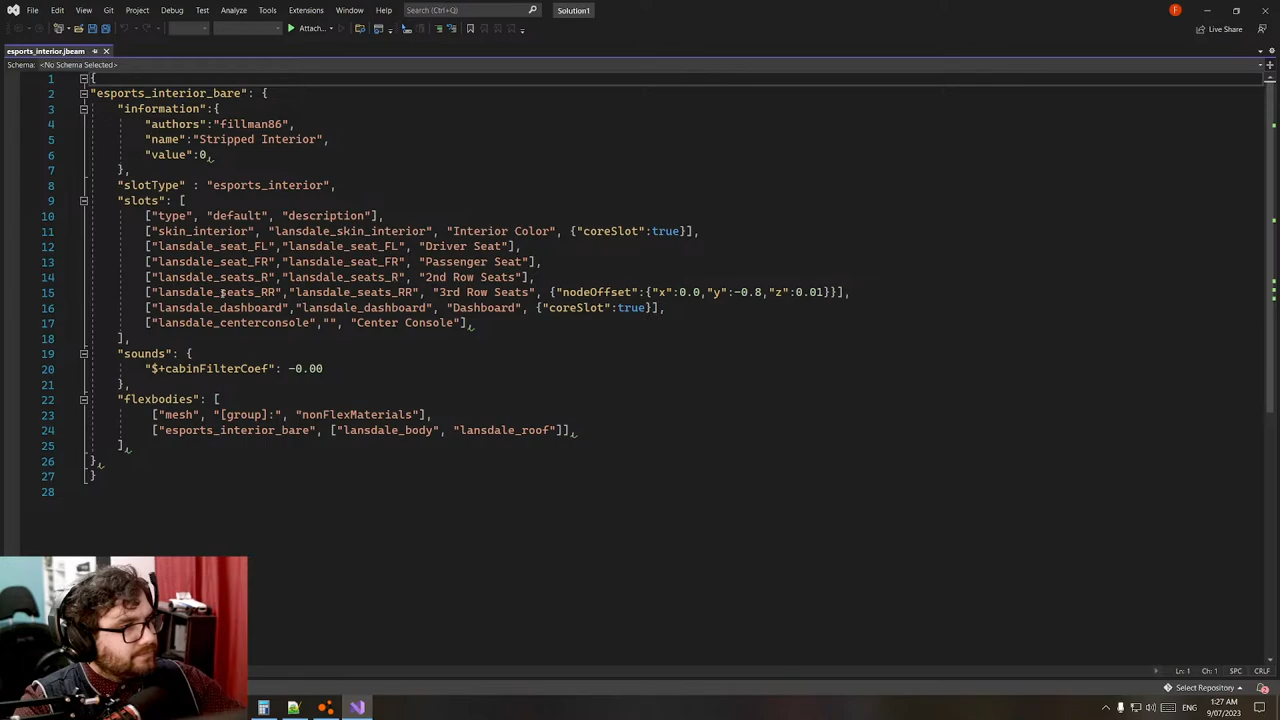 File Edit View Git Project Debug Test Analyze Tools Extensions Window Help Search (Ctrl+Q) Solution1 F
Attach... Live Share
esports_interior.jbeam
Schema: <No Schema Selected>
1 {
2 "esports_interior_bare": {
3 "information":{
4 "authors":"fillman86",
5 "name":"Stripped Interior",
6 "value":0,
7 },
8 "slotType" : "esports_interior",
9 "slots": [
10 ["type", "default", "description"],
11 ["skin_interior", "lansdale_skin_interior", "Interior Color", {"coreSlot":true}],
12 ["lansdale_seat_FL","lansdale_seat_FL", "Driver Seat"],
13 ["lansdale_seat_FR","lansdale_seat_FR", "Passenger Seat"],
14 ["lansdale_seats_R","lansdale_seats_R", "2nd Row Seats"],
15 ["lansdale_seats_RR","lansdale_seats_RR", "3rd Row Seats", {"nodeOffset":{"x":0.0,"y":-0.8,"z":0.01}}],
16 ["lansdale_dashboard","lansdale_dashboard", "Dashboard", {"coreSlot":true}],
17 ["lansdale_centerconsole","", "Center Console"],
18 ],
19 "sounds": {
20 "$+cabinFilterCoef": -0.00
21 },
22 "flexbodies": [
23 ["mesh", "[group]:", "nonFlexMaterials"],
24 ["esports_interior_bare", ["lansdale_body", "lansdale_roof"]],
25 ],
26 },
27 }
28
Ln: 1 Ch: 1 SPC CRLF
Select Repository
ENG
1:27 AM
9/07/2023